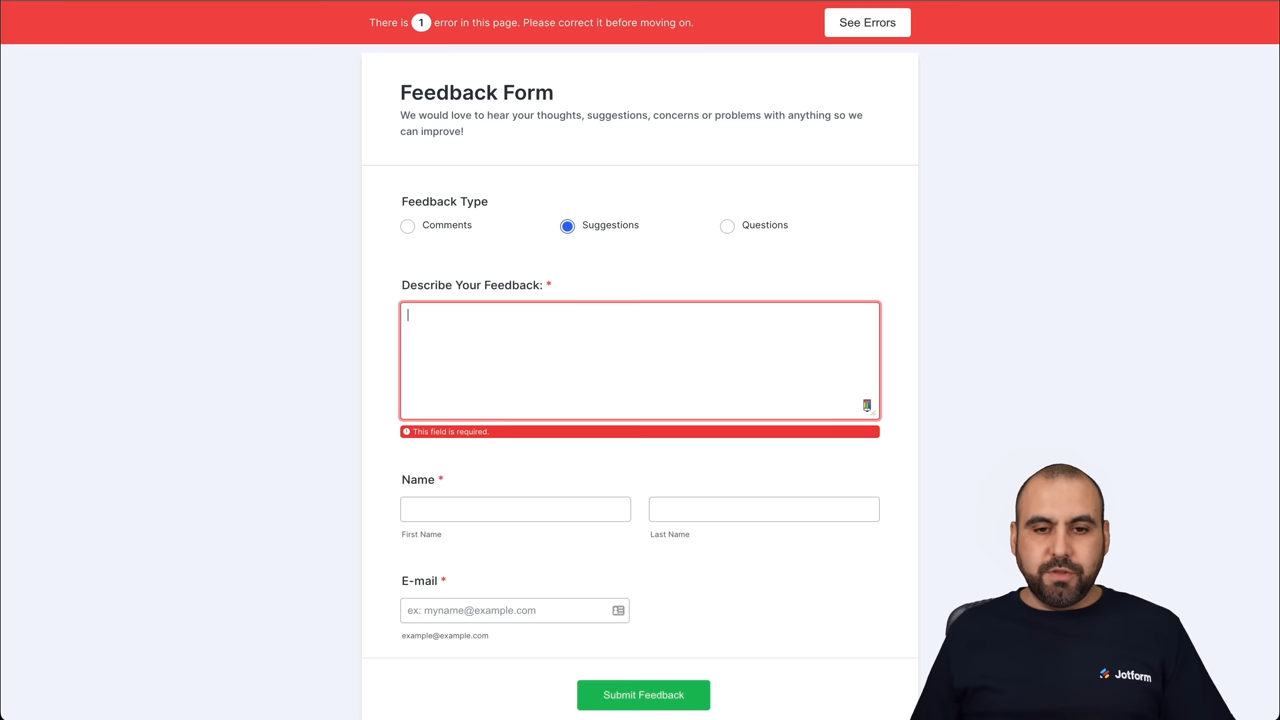 There is 1 error in this page. Please correct it before moving on.
See Errors
Feedback Form
We would love to hear your thoughts, suggestions, concerns or problems with anything so we
can improve!
Feedback Type
Comments
Suggestions
Questions
Describe Your Feedback: *
! This field is required.
Name *
First Name
Last Name
E-mail *
ex: myname@example.com
example@example.com
Submit Feedback
Jotform